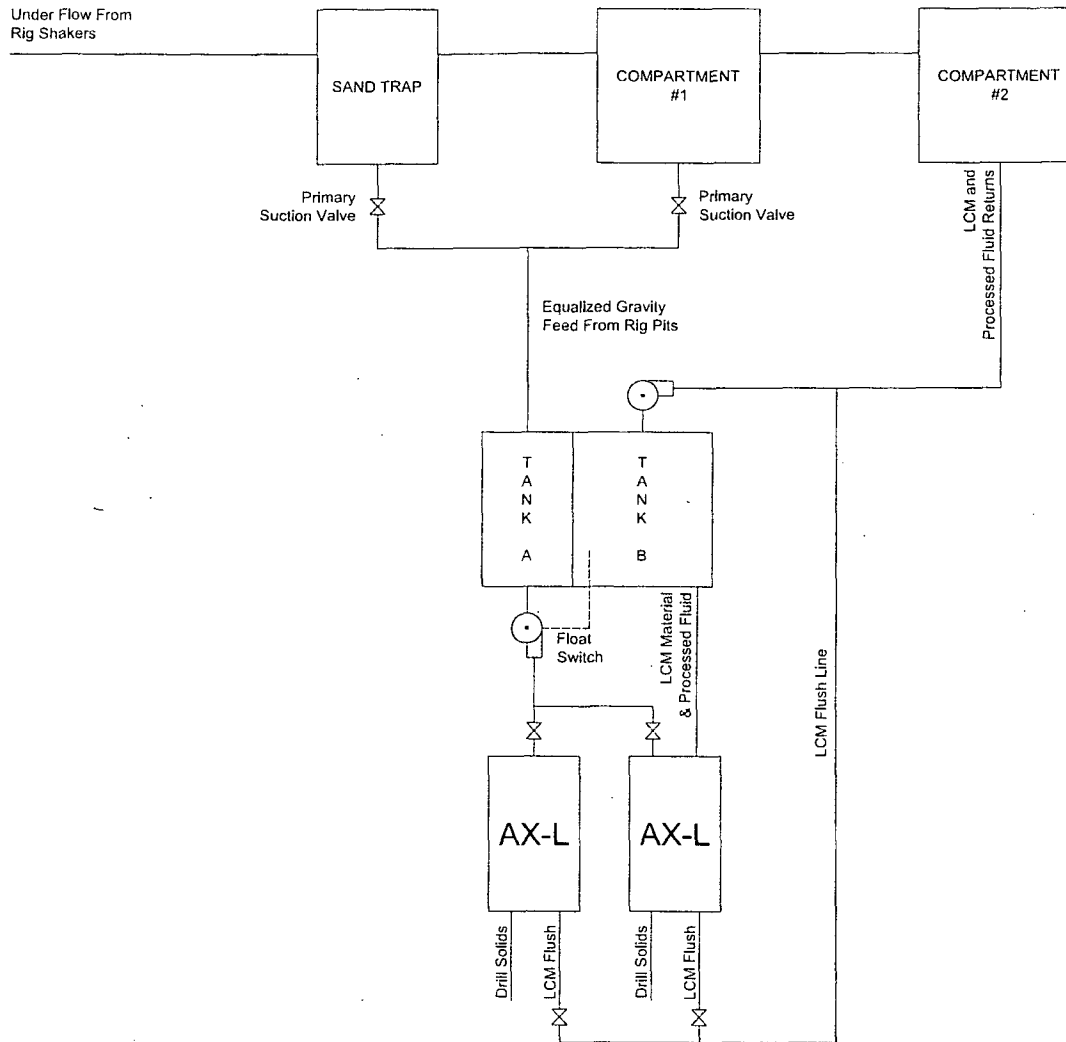 Under Flow From
Rig Shakers
SAND TRAP
COMPARTMENT
#1
COMPARTMENT
#2
Primary
Suction Valve
Primary
Suction Valve
LCM and
Processed Fluid Returns
Equalized Gravity
Feed From Rig Pits
TANK A
TANK B
Float
Switch
LCM Material
& Processed Fluid
LCM Flush Line
AX-L
AX-L
Drill Solids
LCM Flush
Drill Solids
LCM Flush